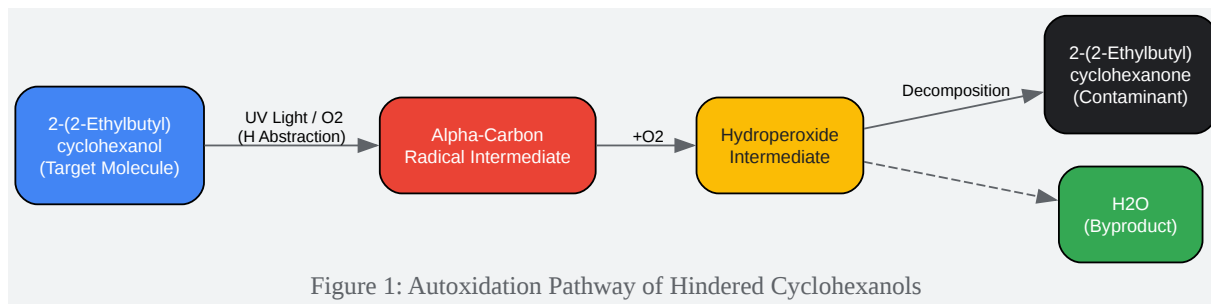 2-(2-Ethylbutyl)
cyclohexanol
(Target Molecule)
UV Light / O2
(H Abstraction)
Alpha-Carbon
Radical Intermediate
+O2
Hydroperoxide
Intermediate
Decomposition
2-(2-Ethylbutyl)
cyclohexanone
(Contaminant)
H2O
(Byproduct)
Figure 1: Autoxidation Pathway of Hindered Cyclohexanols